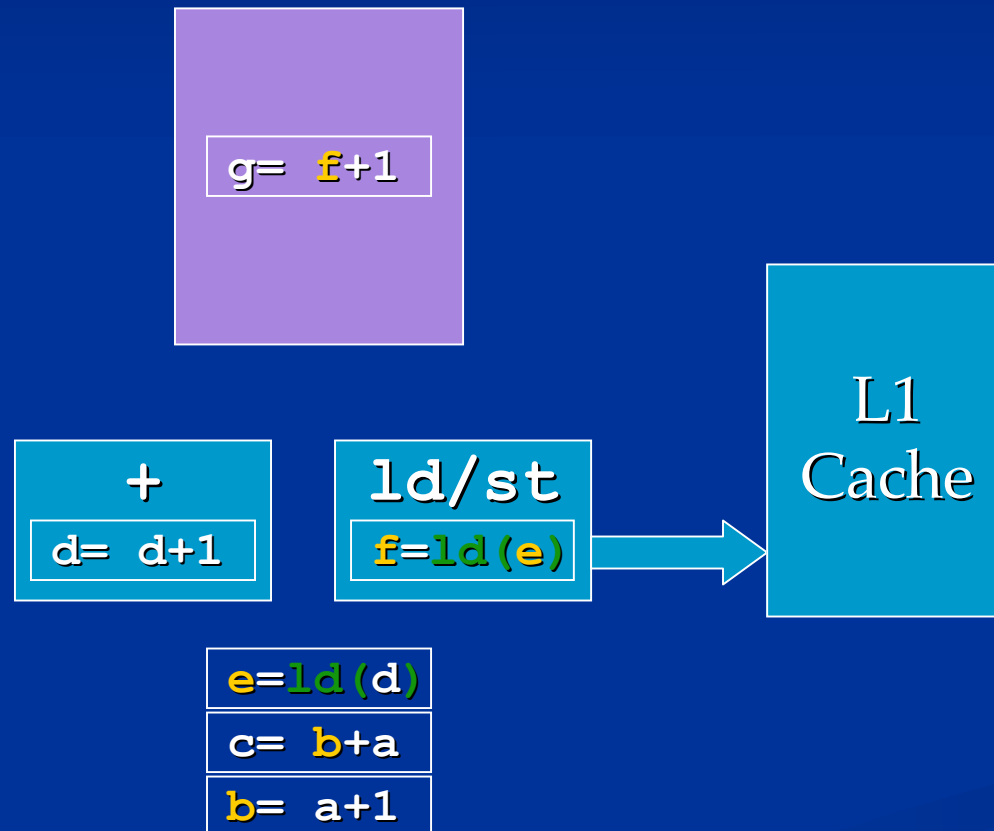 g= f+1
L1
Cache
+
d= d+1
ld/st
f=ld(e)
e=ld(d)
c= b+a
b= a+1